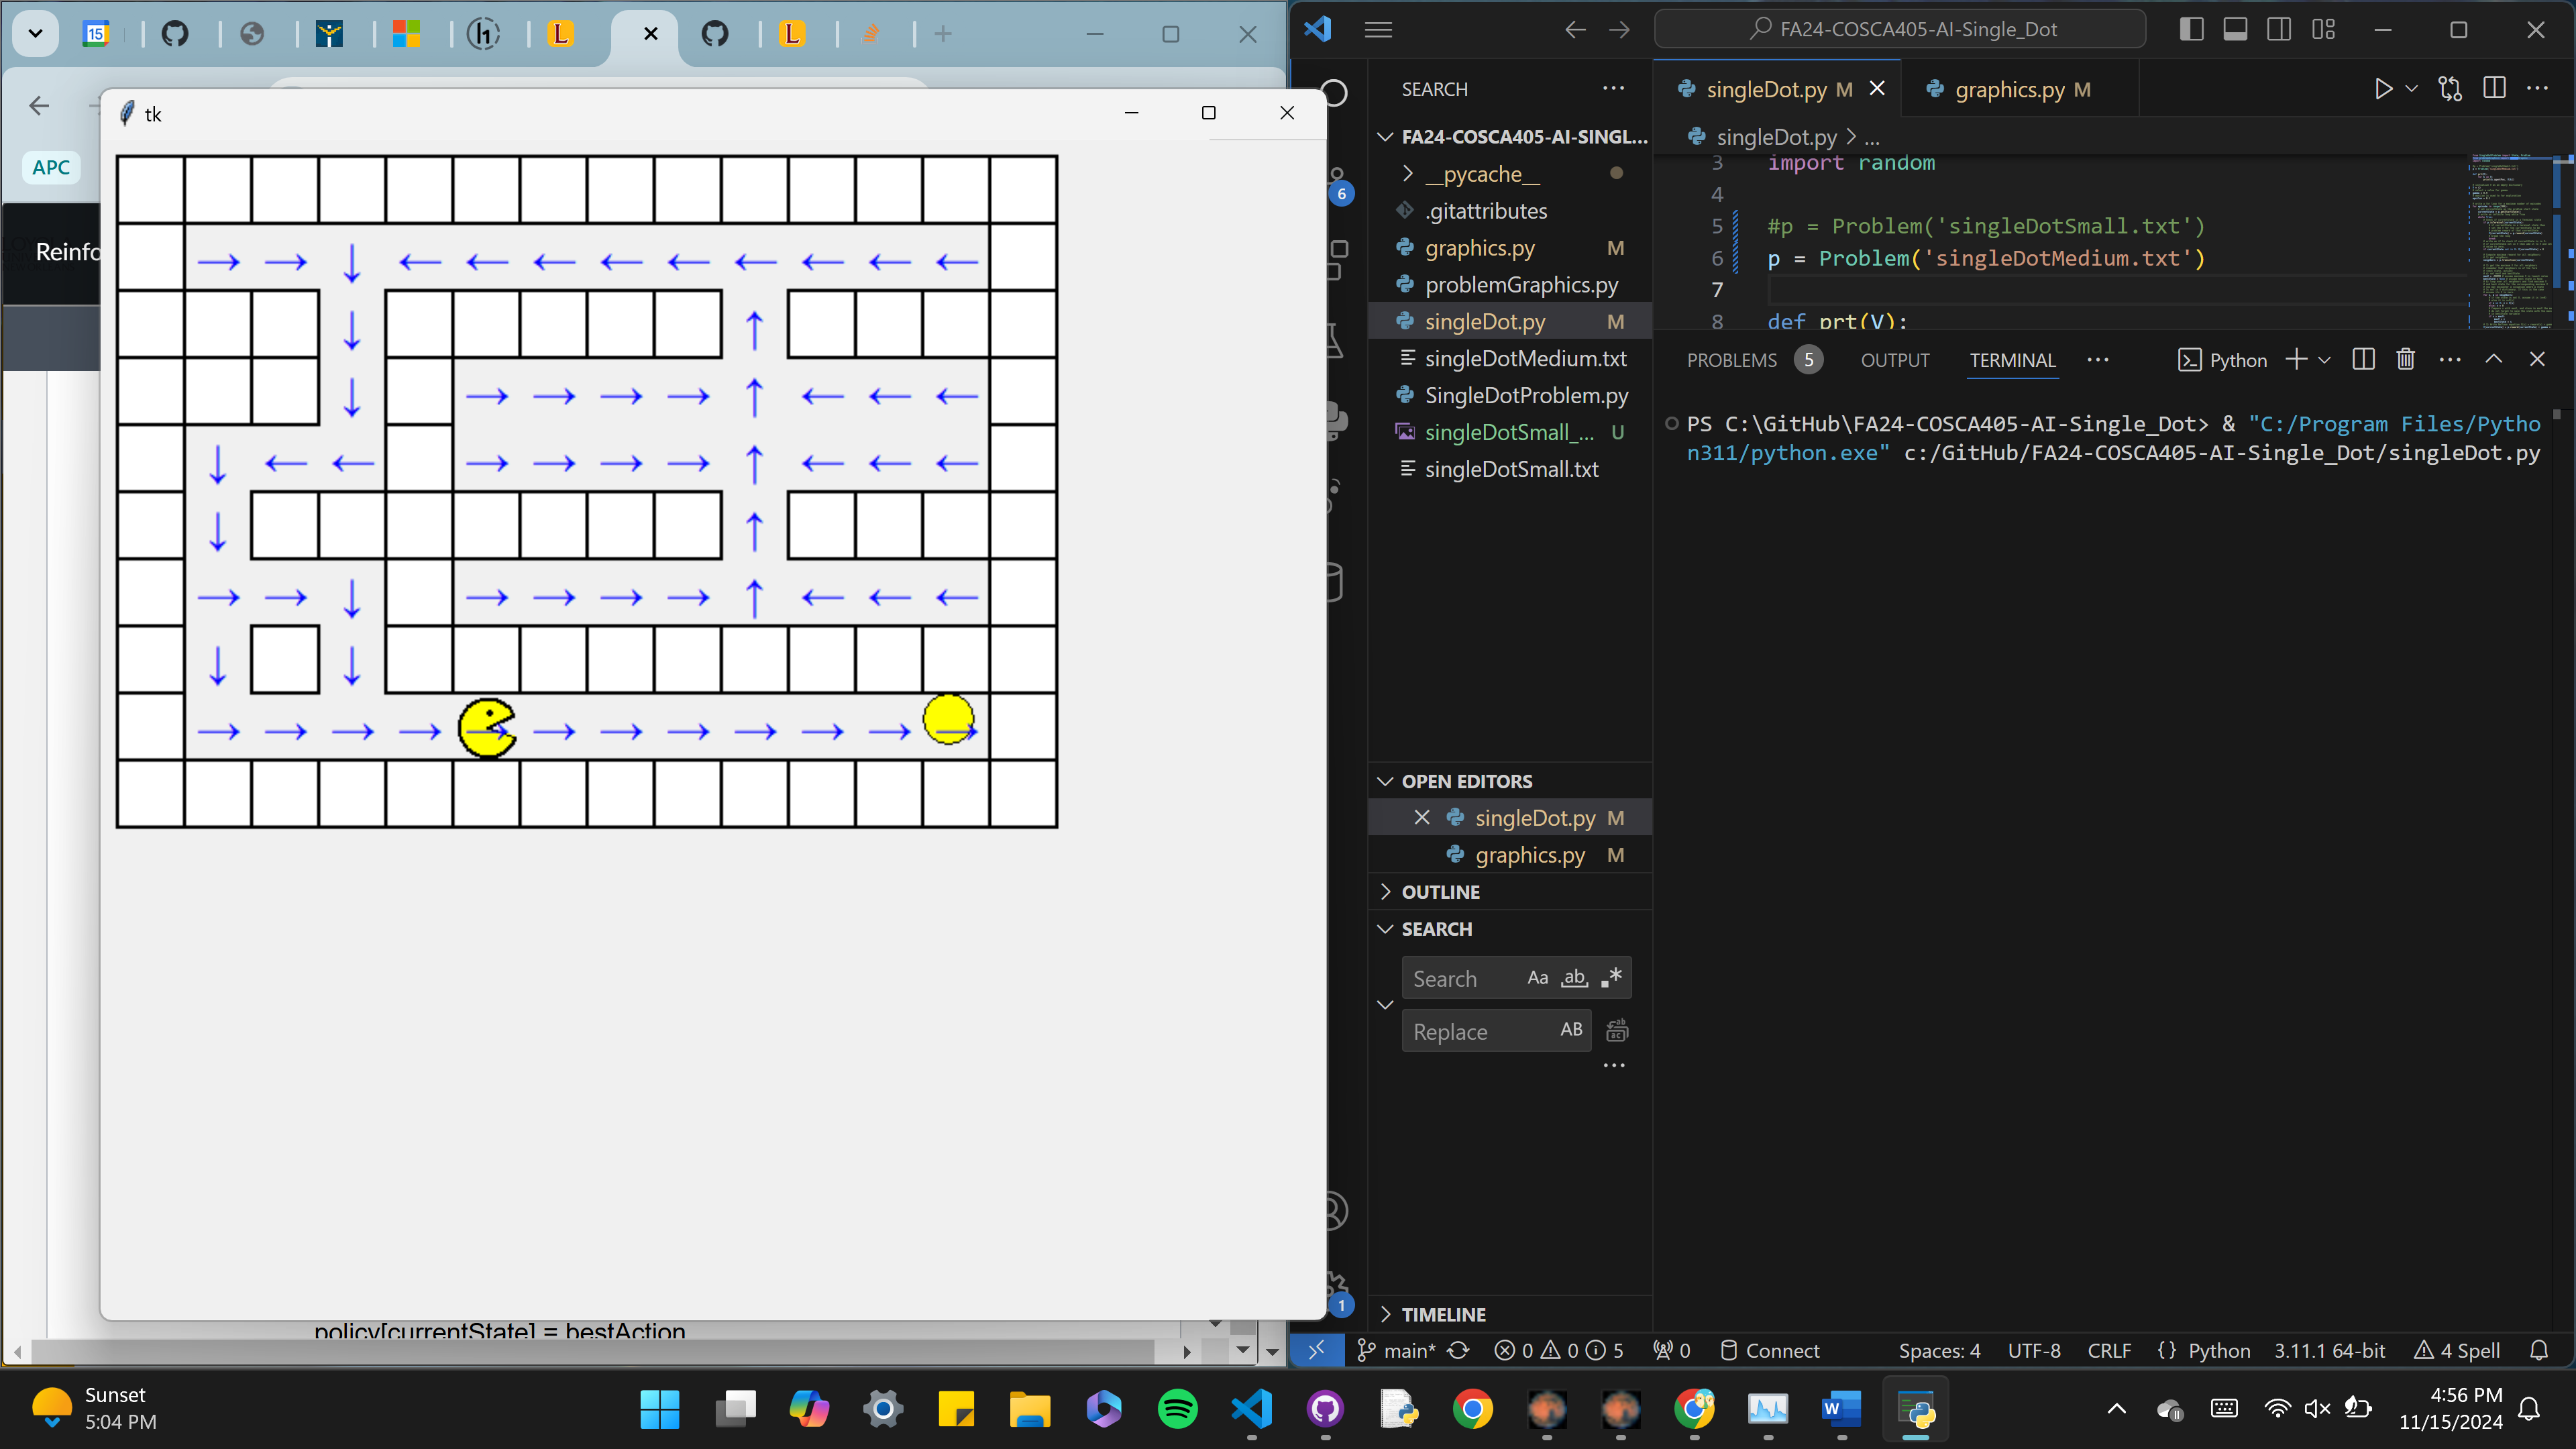 15
tk
APC
Reinfo
policy[currentState] = bestAction
FA24-COSCA405-AI-Single_Dot
6
1
SEARCH
FA24-COSCA405-AI-SINGL...
__pycache__
.gitattributes
graphics.py M
problemGraphics.py
singleDot.py M
singleDotMedium.txt
SingleDotProblem.py
singleDotSmall_... U
singleDotSmall.txt
OPEN EDITORS
singleDot.py M
graphics.py M
OUTLINE
SEARCH
Search Aa ab
Replace AB
TIMELINE
singleDot.py M graphics.py M
singleDot.py > ...
3 import random
4
5 #p = Problem('singleDotSmall.txt')
6 p = Problem('singleDotMedium.txt')
7
8 def prt(V):
PROBLEMS 5 OUTPUT TERMINAL Python
PS C:\GitHub\FA24-COSCA405-AI-Single_Dot> & "C:/Program Files/Pytho
n311/python.exe" c:/GitHub/FA24-COSCA405-AI-Single_Dot/singleDot.py
main* 0 0 5 0 Connect Spaces: 4 UTF-8 CRLF {} Python 3.11.1 64-bit 4 Spell
Sunset
5:04 PM
4:56 PM
11/15/2024